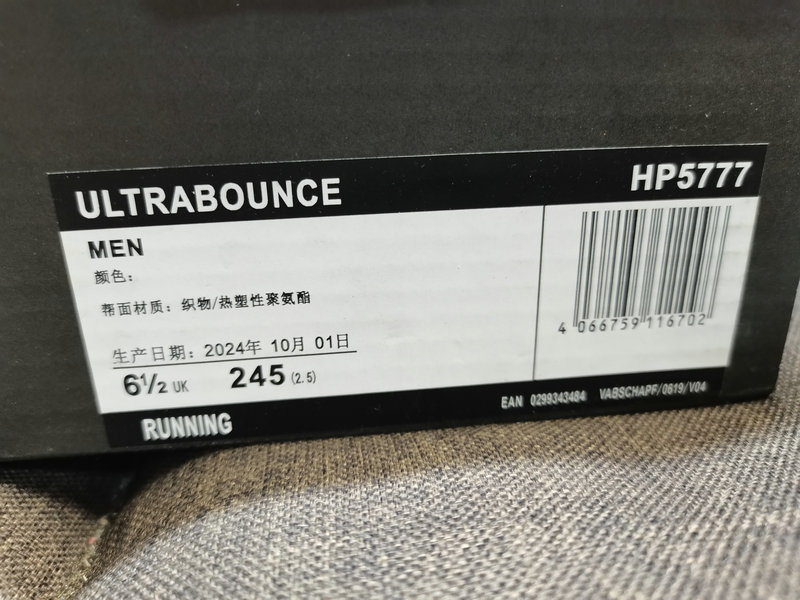 ULTRABOUNCE
HP5777
MEN
颜色:
帮面材质: 织物/热塑性聚氨酯
生产日期: 2024年 10月 01日
6½ UK 245 (2.5)
4 066759 116702
RUNNING
EAN 0299343484 VABSCHAPF/0619/V04